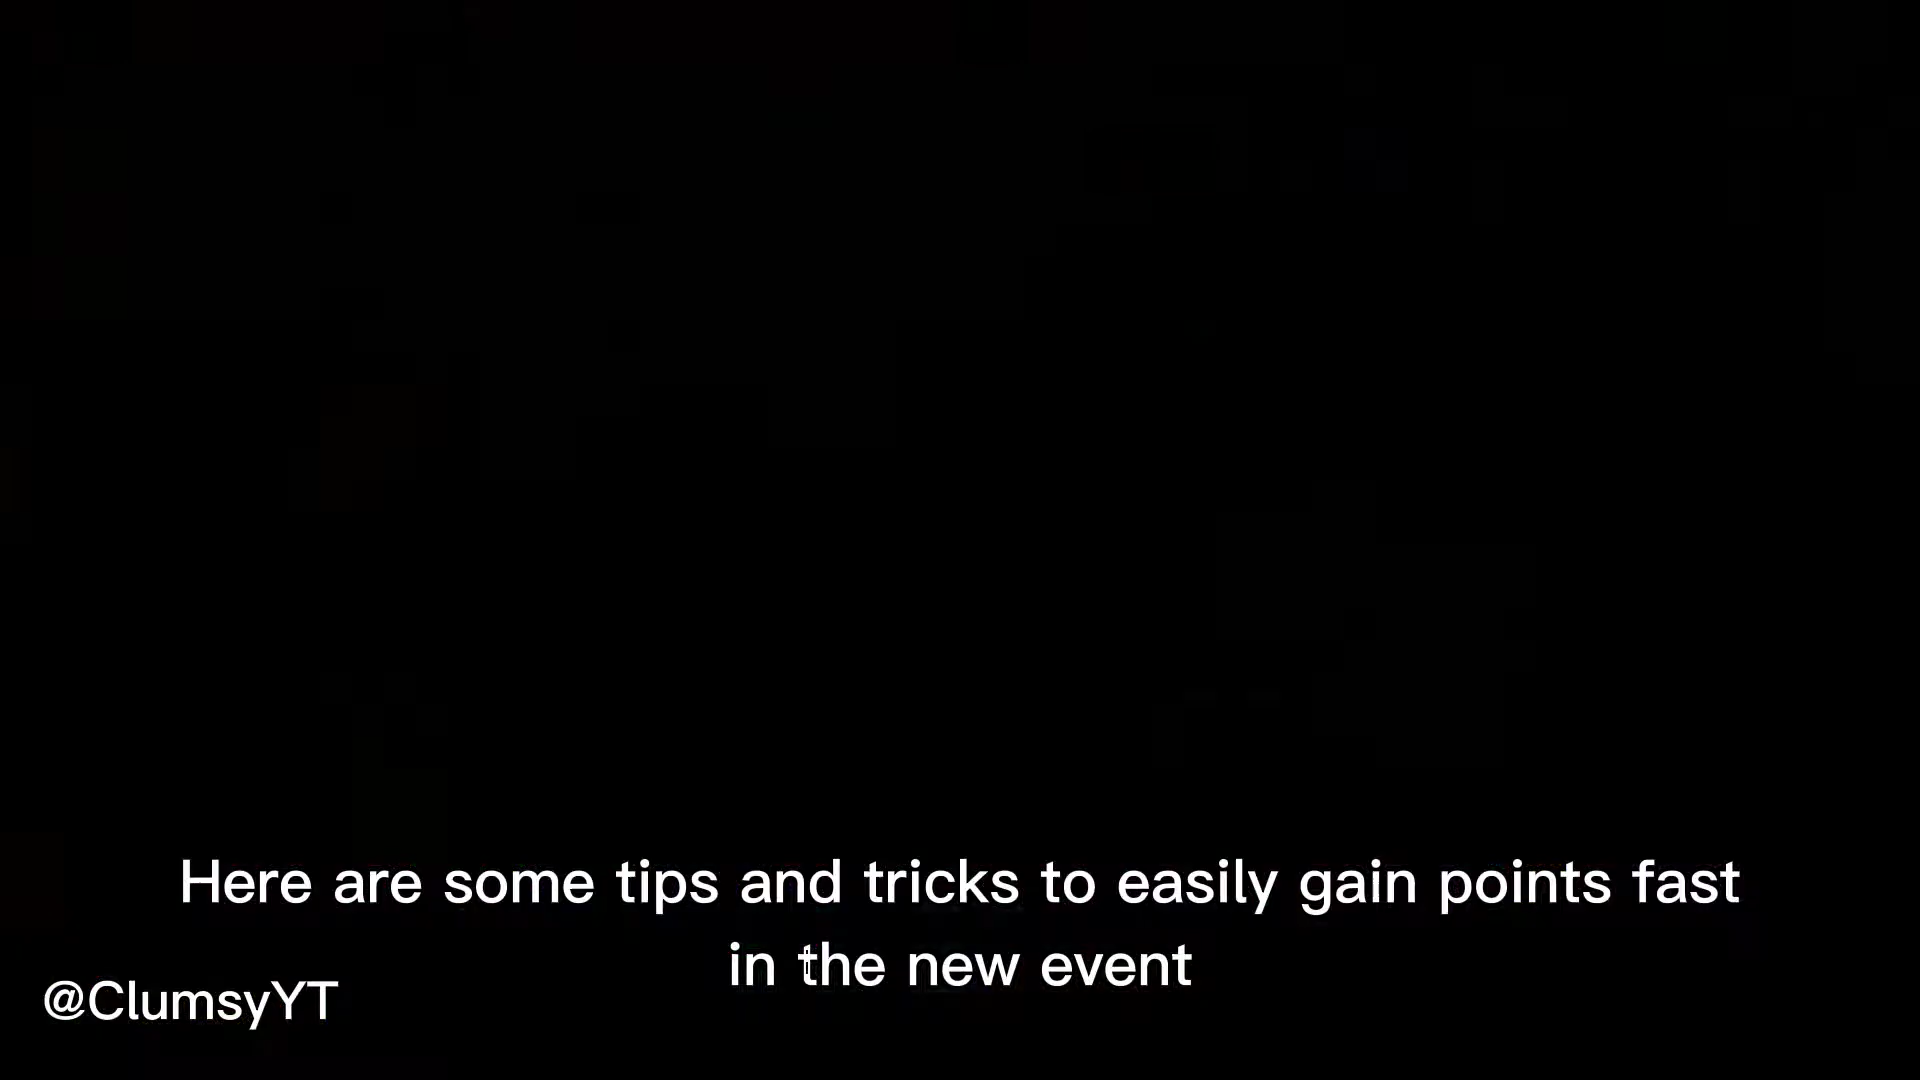 Here are some tips and tricks to easily gain points fast
in the new event
@ClumsyYT